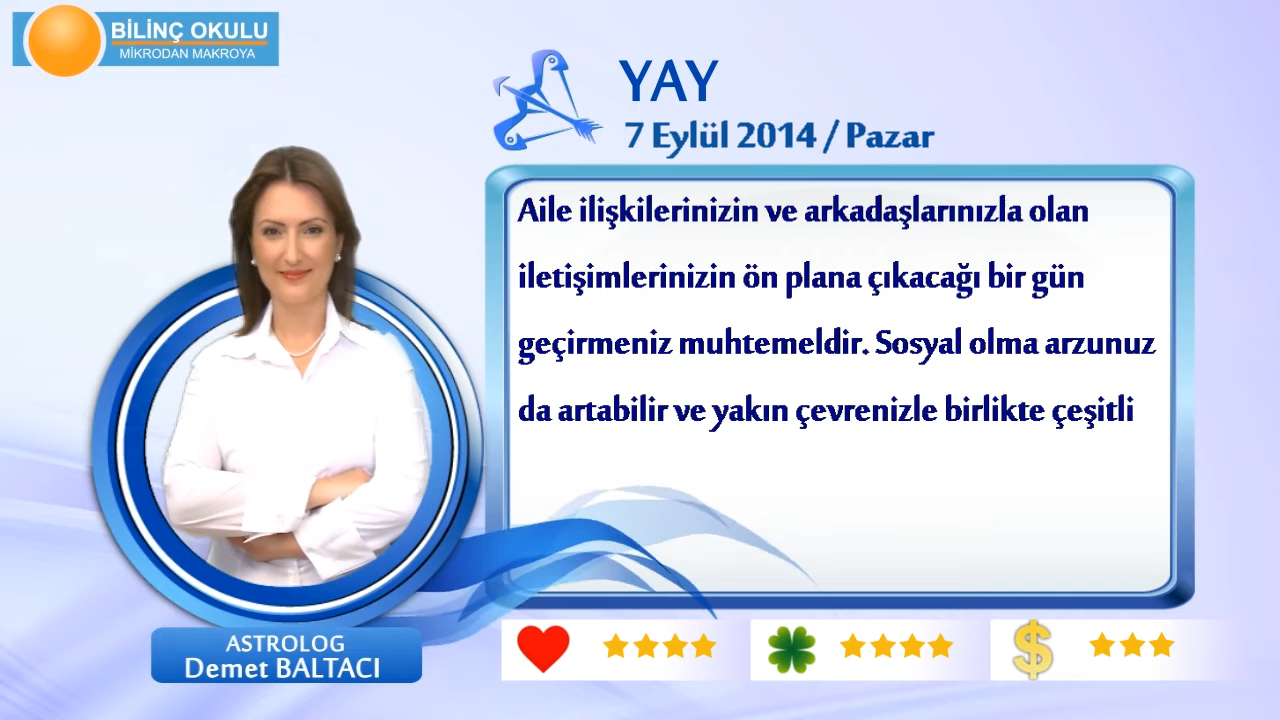 BİLİNÇ OKULU
MİKRODAN MAKROYA
YAY
7 Eylül 2014 / Pazar
Aile ilişkilerinizin ve arkadaşlarınızla olan
iletişimlerinizin ön plana çıkacağı bir gün
geçirmeniz muhtemeldir. Sosyal olma arzunuz
da artabilir ve yakın çevrenizle birlikte çeşitli
ASTROLOG
Demet BALTACI